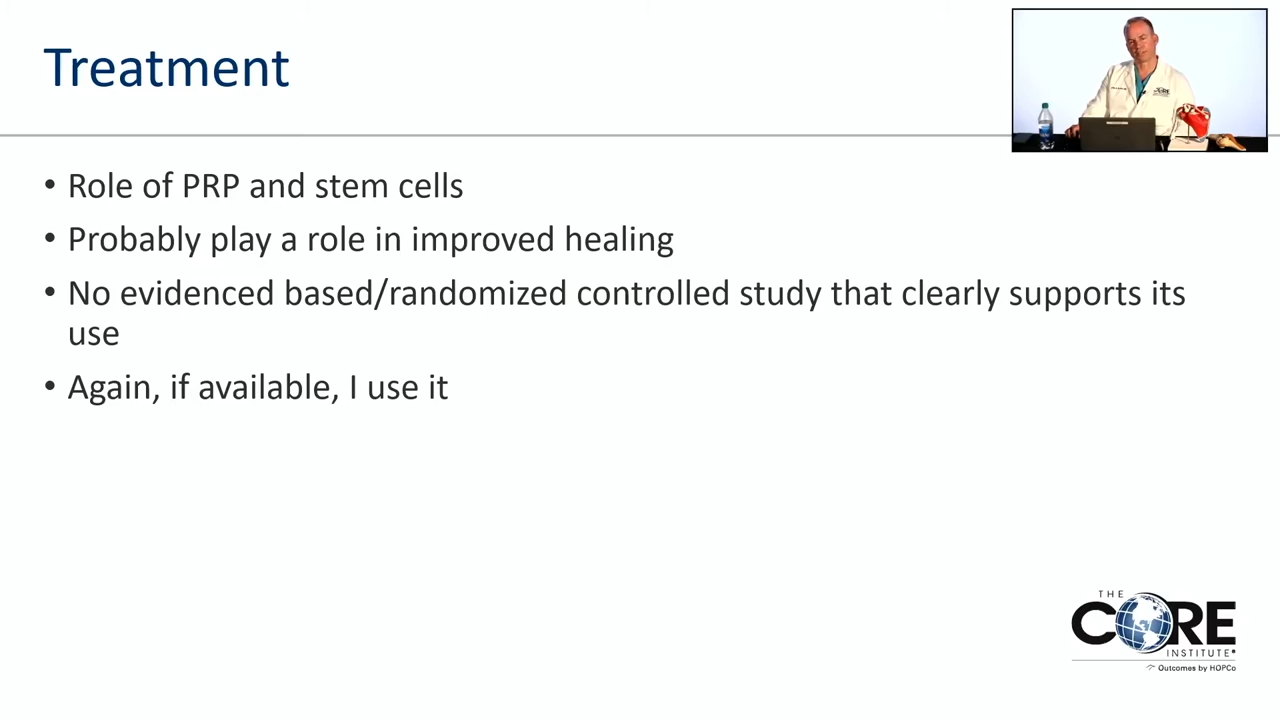 Treatment
• Role of PRP and stem cells
• Probably play a role in improved healing
• No evidenced based/randomized controlled study that clearly supports its
use
• Again, if available, I use it
CORE
THE
CORE
INSTITUTE
Outcomes by HOPCo